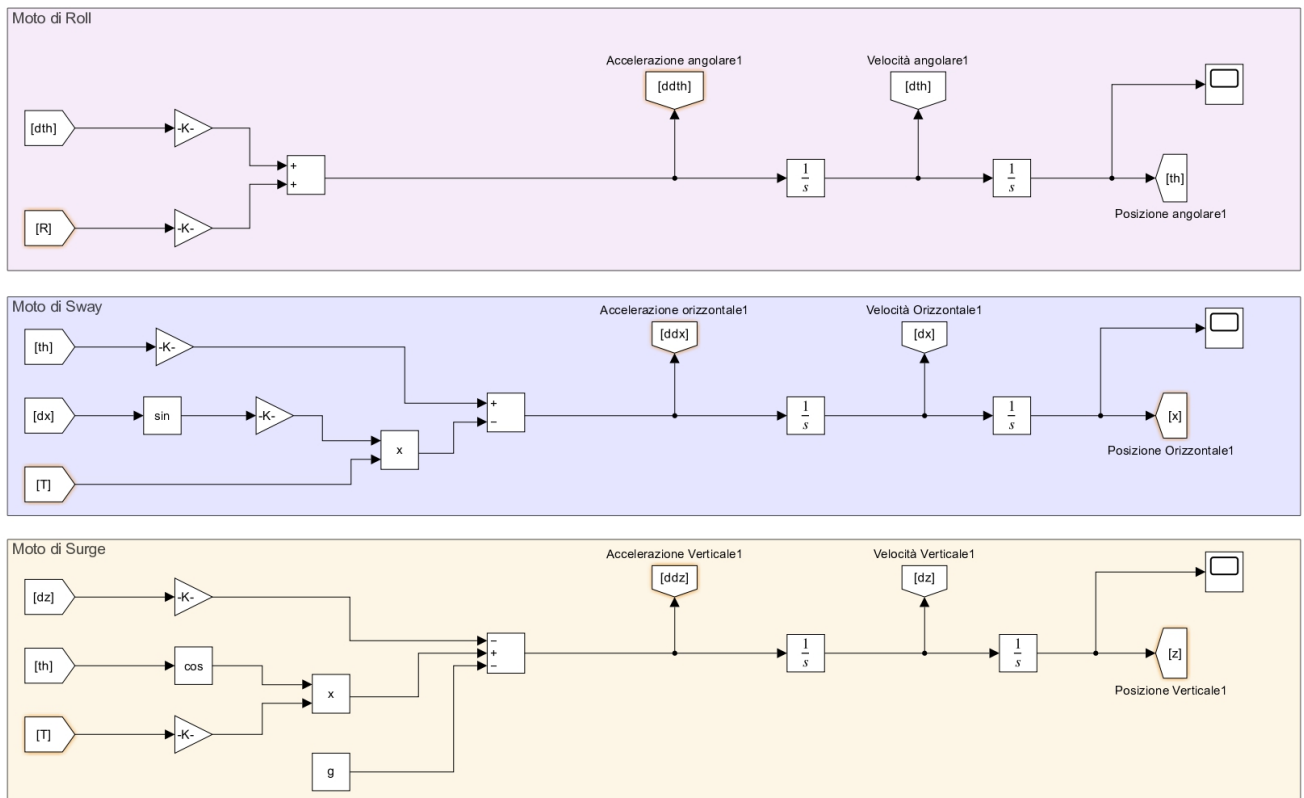 Moto di Roll
Accelerazione angolare1
Velocità angolare1
[ddth]
[dth]
[dth]
-K-
+
+
1
s
1
s
[th]
Posizione angolare1
[R]
-K-
Moto di Sway
Accelerazione orizzontale1
Velocità Orizzontale1
[ddx]
[dx]
[th]
-K-
+
−
[dx]
sin
-K-
x
1
s
1
s
[x]
Posizione Orizzontale1
[T]
Moto di Surge
Accelerazione Verticale1
Velocità Verticale1
[ddz]
[dz]
[dz]
-K-
−
+
−
1
s
1
s
[z]
Posizione Verticale1
[th]
cos
x
[T]
-K-
g